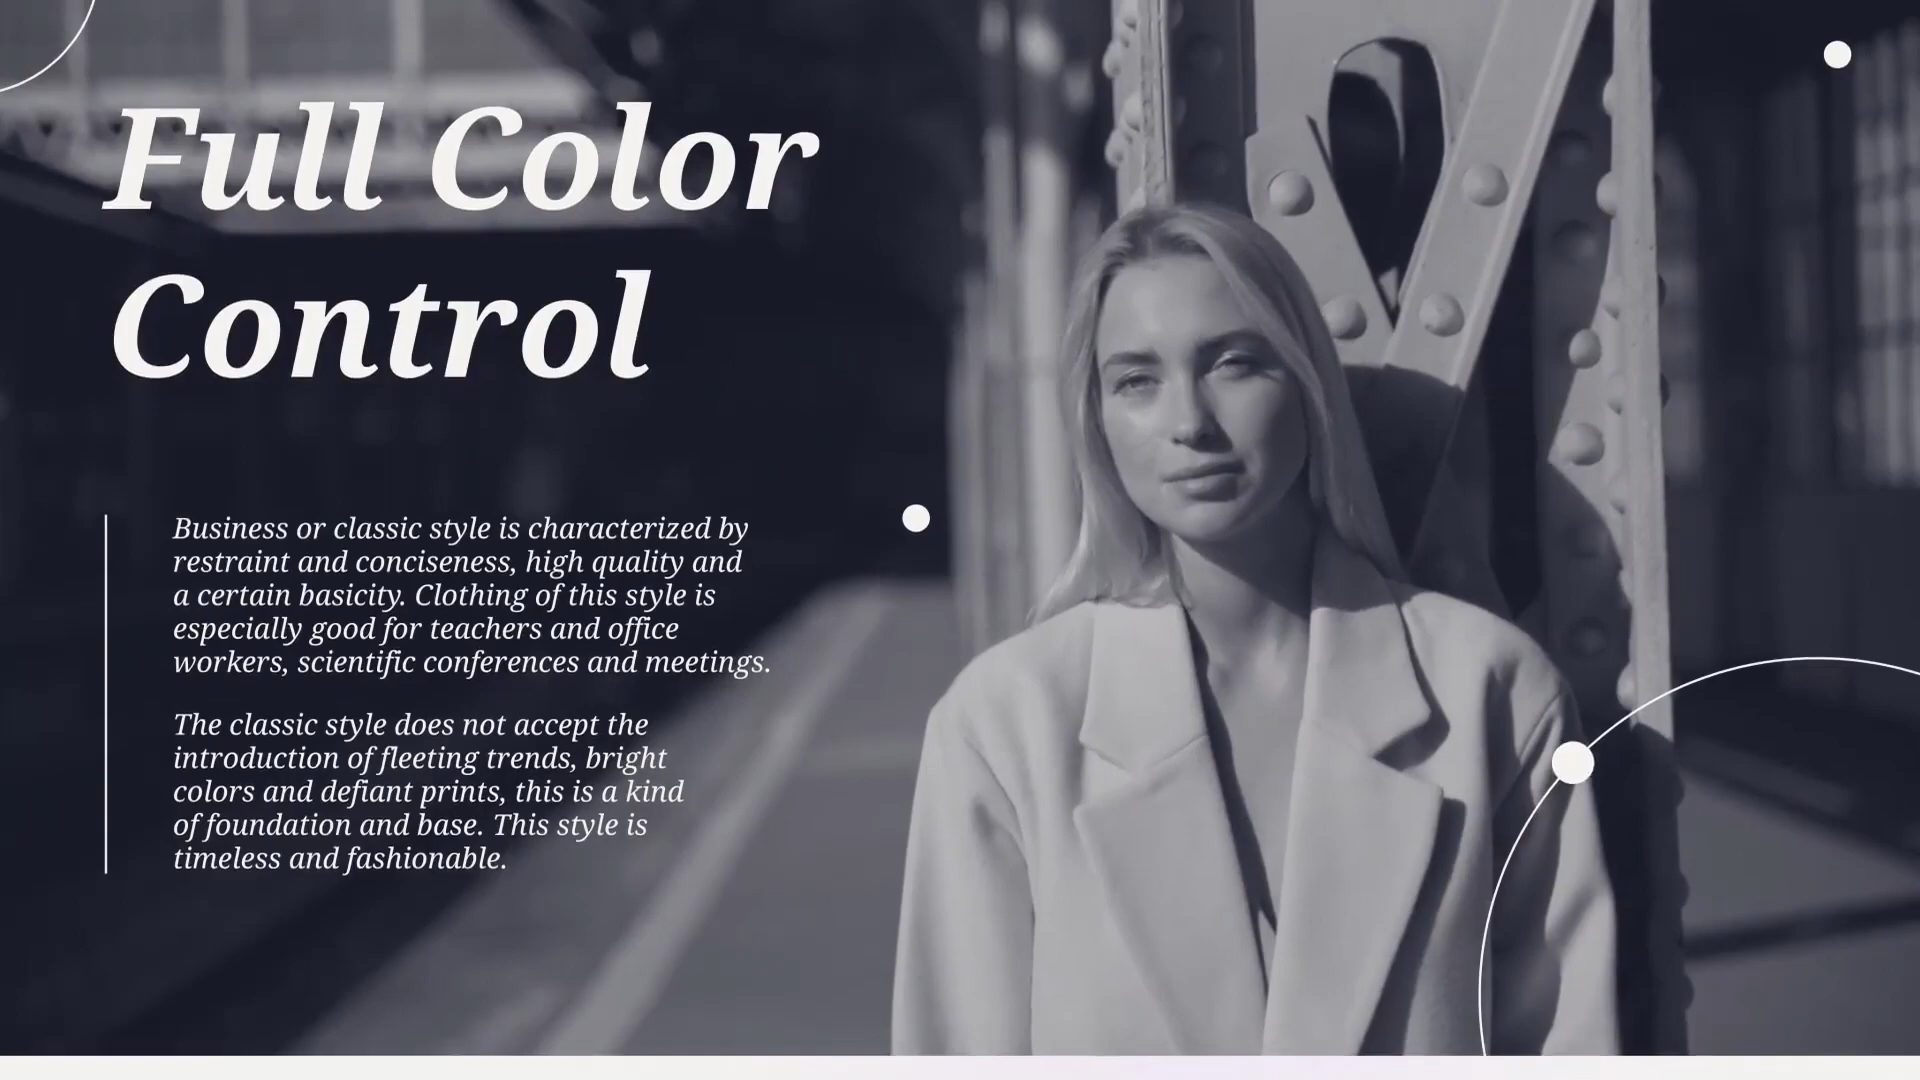 Full Color
Control
Business or classic style is characterized by
restraint and conciseness, high quality and
a certain basicity. Clothing of this style is
especially good for teachers and office
workers, scientific conferences and meetings.
The classic style does not accept the
introduction of fleeting trends, bright
colors and defiant prints, this is a kind
of foundation and base. This style is
timeless and fashionable.